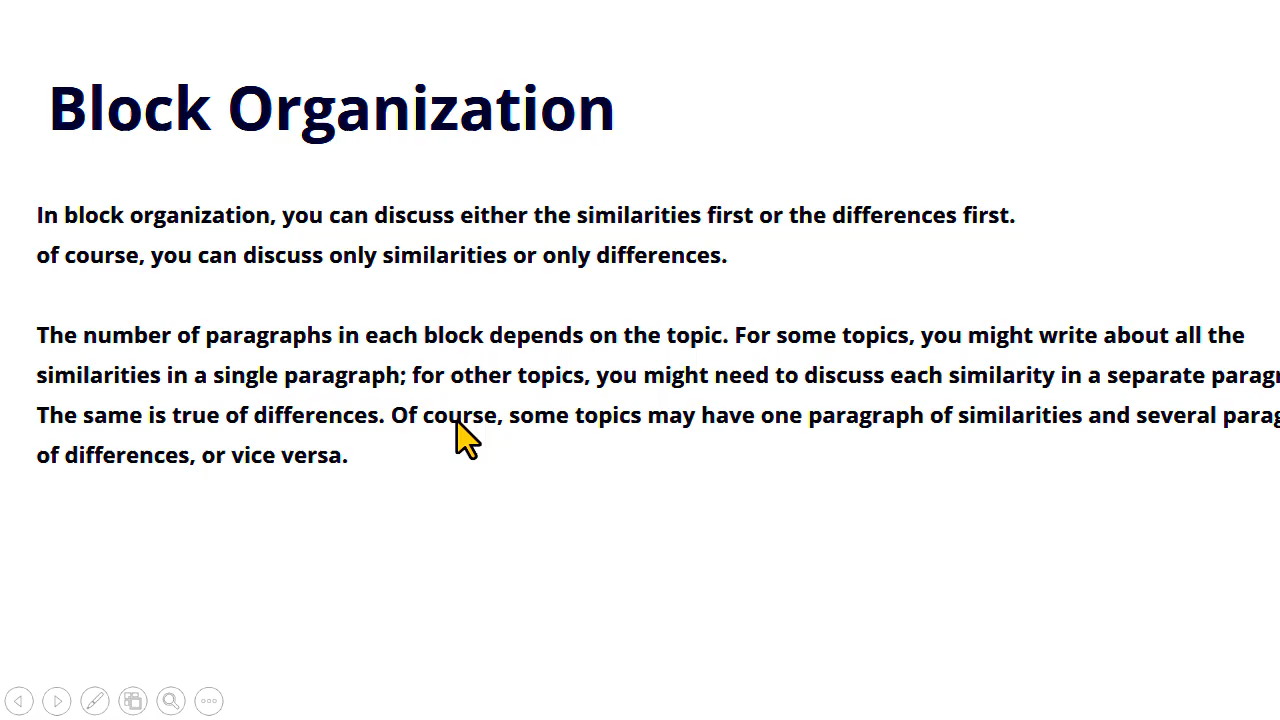 Block Organization
In block organization, you can discuss either the similarities first or the differences first.
of course, you can discuss only similarities or only differences.
The number of paragraphs in each block depends on the topic. For some topics, you might write about all the
similarities in a single paragraph; for other topics, you might need to discuss each similarity in a separate
The same is true of differences. Of course, some topics may have one paragraph of similarities and several
of differences, or vice versa.